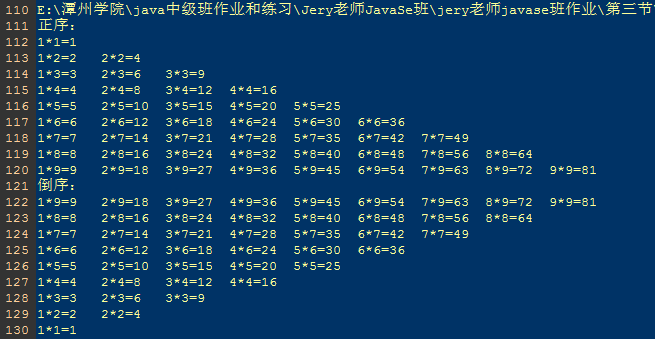 110 E:\潭州学院\java中级班作业和练习\Jery老师JavaSe班\jery老师javase班作业\第三节
111 正序:
112 1*1=1
113 1*2=2 2*2=4
114 1*3=3 2*3=6 3*3=9
115 1*4=4 2*4=8 3*4=12 4*4=16
116 1*5=5 2*5=10 3*5=15 4*5=20 5*5=25
117 1*6=6 2*6=12 3*6=18 4*6=24 5*6=30 6*6=36
118 1*7=7 2*7=14 3*7=21 4*7=28 5*7=35 6*7=42 7*7=49
119 1*8=8 2*8=16 3*8=24 4*8=32 5*8=40 6*8=48 7*8=56 8*8=64
120 1*9=9 2*9=18 3*9=27 4*9=36 5*9=45 6*9=54 7*9=63 8*9=72 9*9=81
121 倒序:
122 1*9=9 2*9=18 3*9=27 4*9=36 5*9=45 6*9=54 7*9=63 8*9=72 9*9=81
123 1*8=8 2*8=16 3*8=24 4*8=32 5*8=40 6*8=48 7*8=56 8*8=64
124 1*7=7 2*7=14 3*7=21 4*7=28 5*7=35 6*7=42 7*7=49
125 1*6=6 2*6=12 3*6=18 4*6=24 5*6=30 6*6=36
126 1*5=5 2*5=10 3*5=15 4*5=20 5*5=25
127 1*4=4 2*4=8 3*4=12 4*4=16
128 1*3=3 2*3=6 3*3=9
129 1*2=2 2*2=4
130 1*1=1